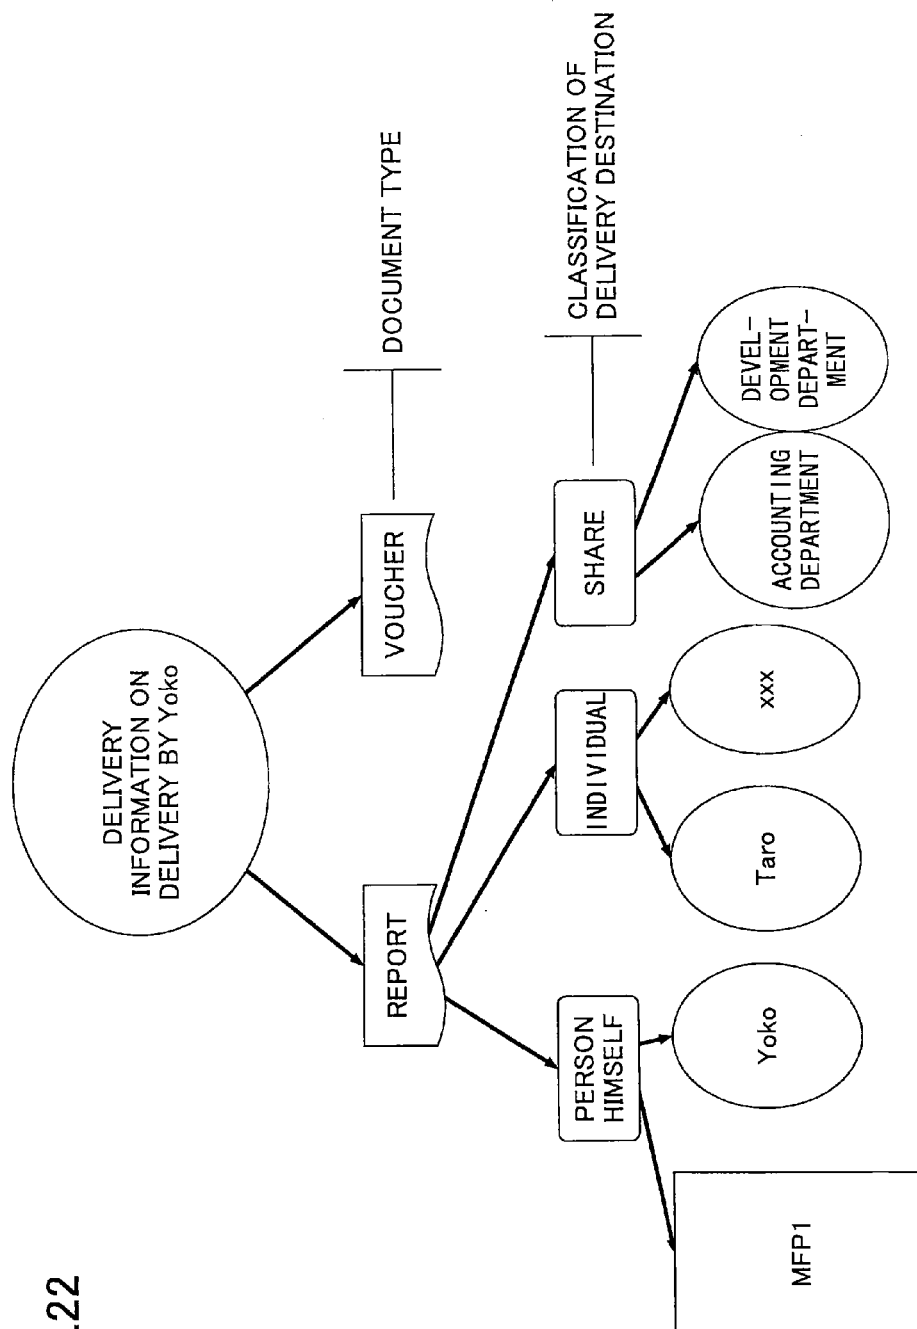 .22
DELIVERY
INFORMATION ON
DELIVERY BY Yoko
REPORT
VOUCHER
DOCUMENT TYPE
PERSON
HIMSELF
INDIVIDUAL
SHARE
CLASSIFICATION OF
DELIVERY DESTINATION
MFP1
Yoko
Taro
xxx
ACCOUNTING
DEPARTMENT
DEVEL-
OPMENT
DEPART-
MENT